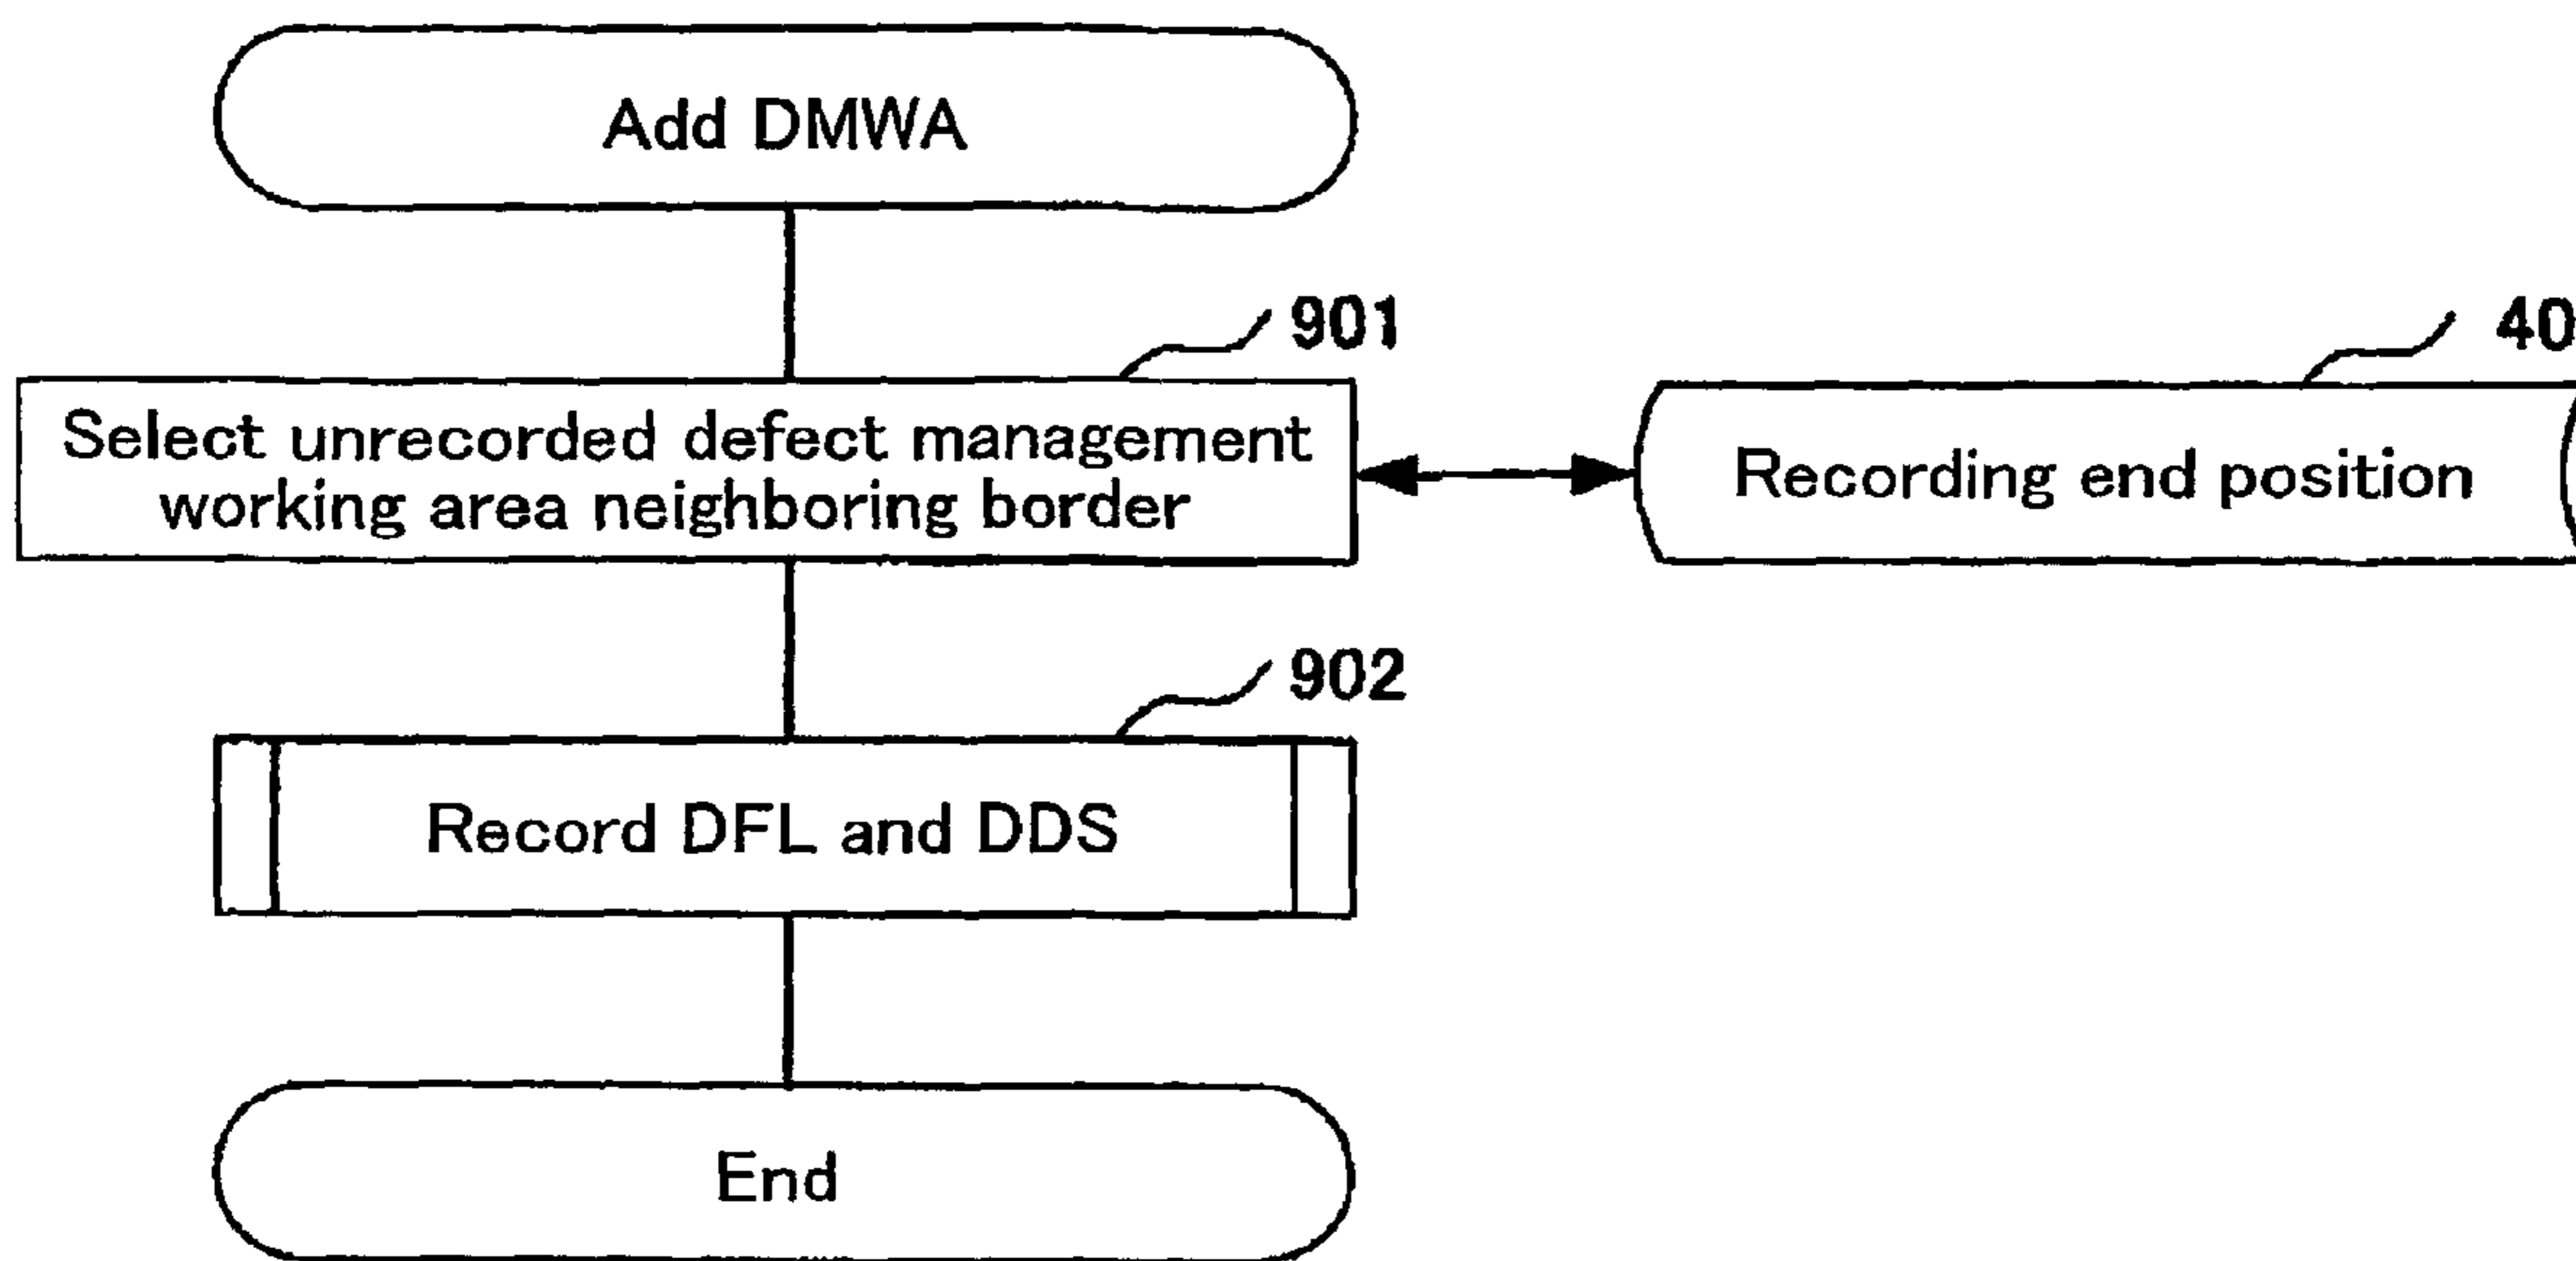 Add DMWA
901
40
Select unrecorded defect management
working area neighboring border
Recording end position
902
Record DFL and DDS
End